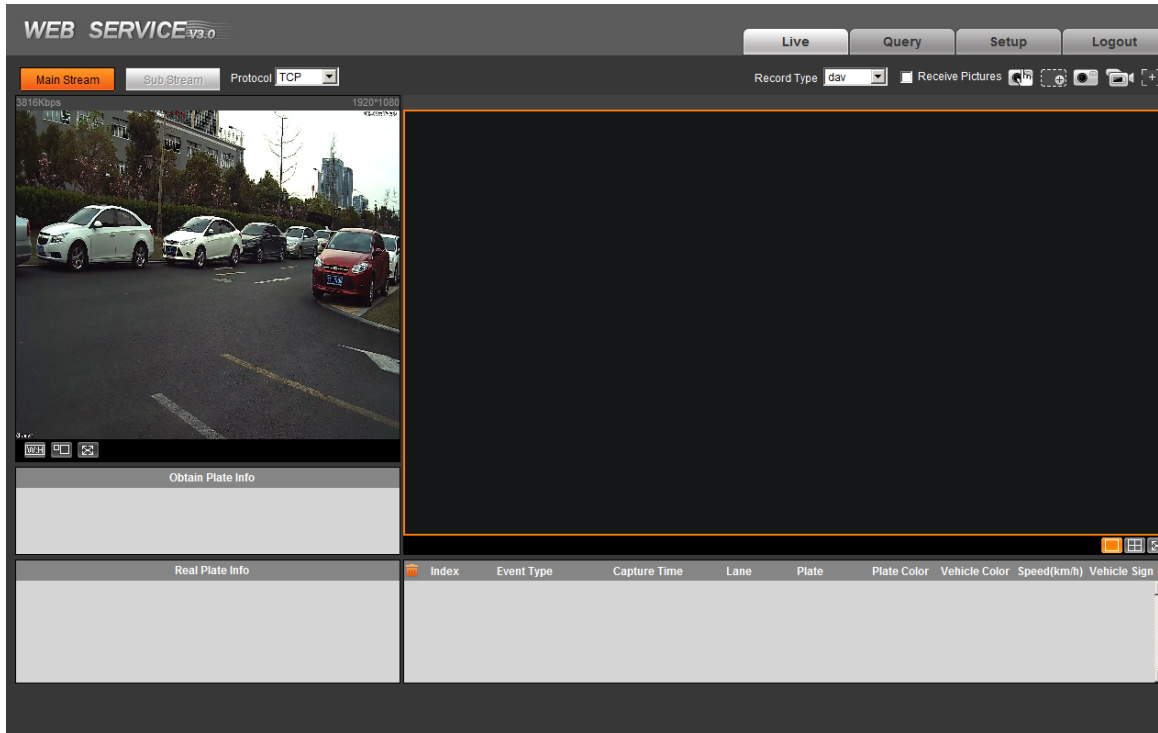 WEB SERVICE V3.0
Live Query Setup Logout
Main Stream Sub Stream Protocol TCP Record Type dav Receive Pictures
3816Kbps 1920*1080
W:H
Obtain Plate Info
Real Plate Info
Index Event Type Capture Time Lane Plate Plate Color Vehicle Color Speed(km/h) Vehicle Sign